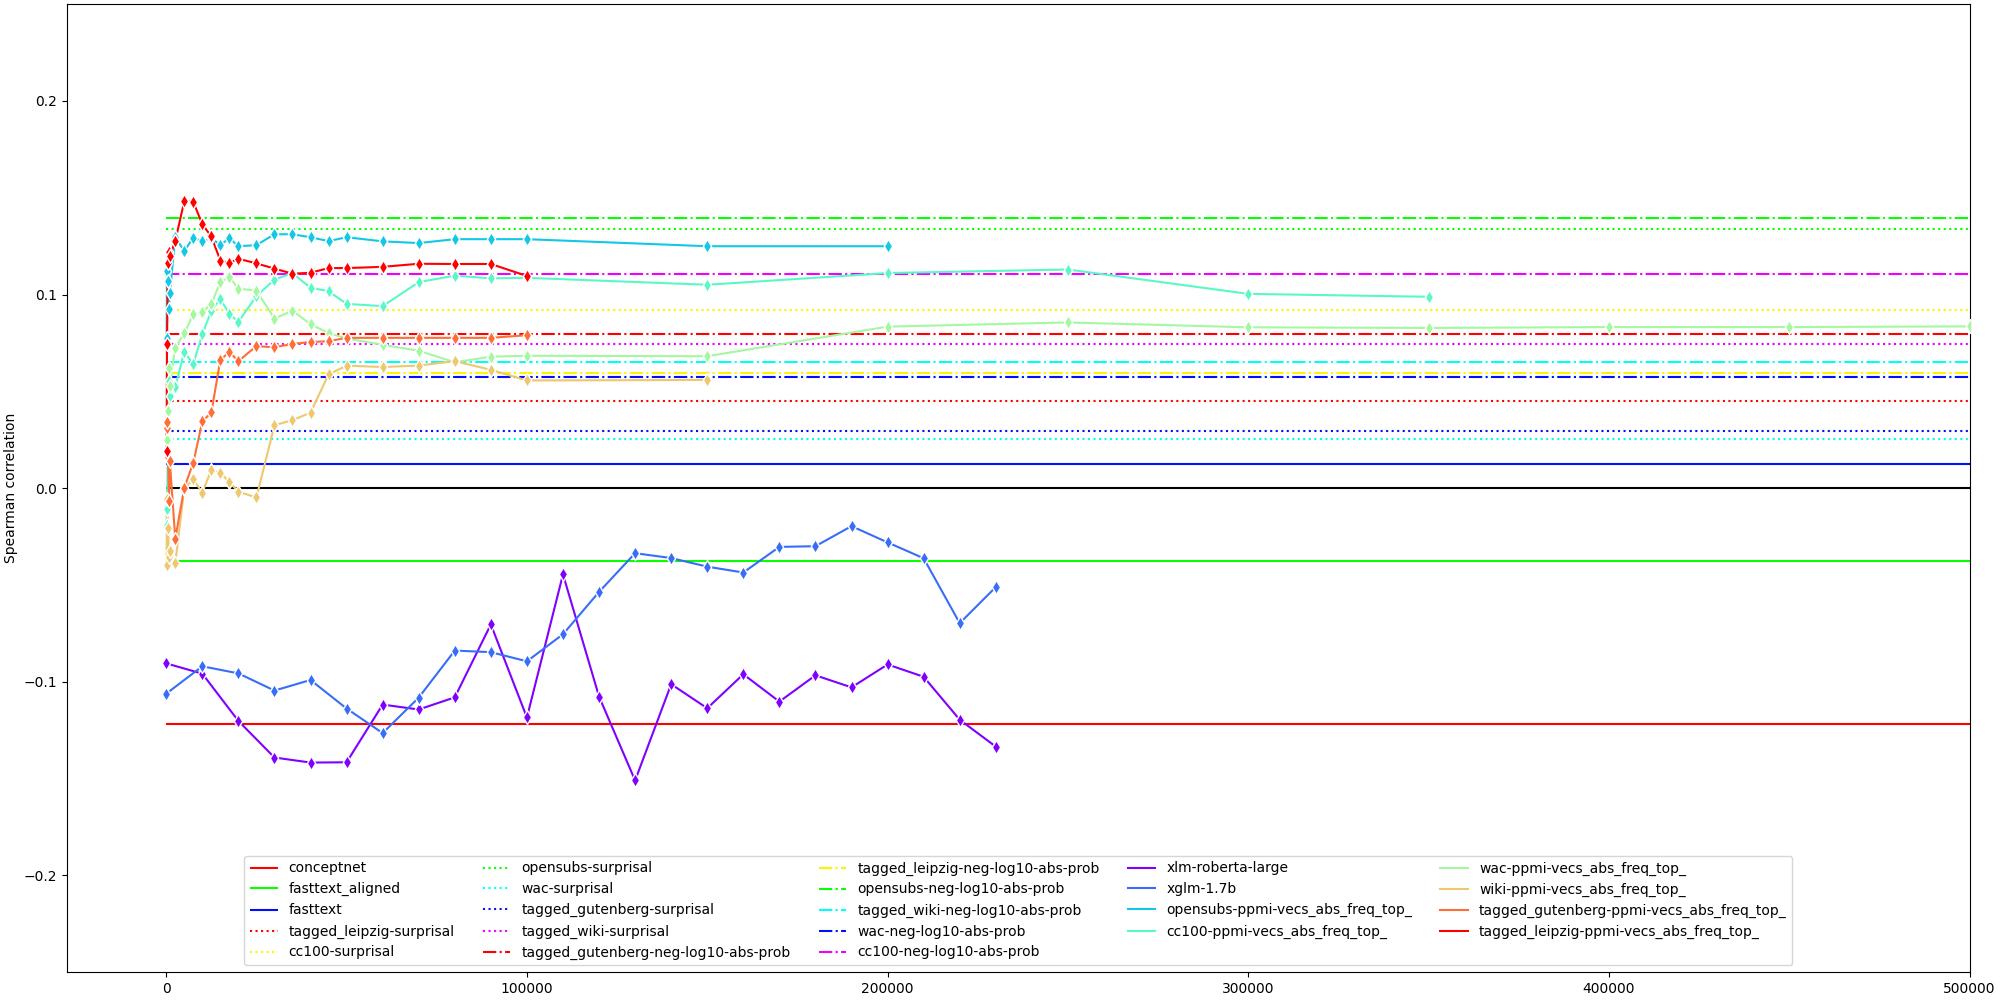 0.2
0.1
0.0
−0.1
−0.2
Spearman correlation
conceptnet
fasttext_aligned
fasttext
tagged_leipzig-surprisal
cc100-surprisal
opensubs-surprisal
wac-surprisal
tagged_gutenberg-surprisal
tagged_wiki-surprisal
tagged_gutenberg-neg-log10-abs-prob
tagged_leipzig-neg-log10-abs-prob
opensubs-neg-log10-abs-prob
tagged_wiki-neg-log10-abs-prob
wac-neg-log10-abs-prob
cc100-neg-log10-abs-prob
xlm-roberta-large
xglm-1.7b
opensubs-ppmi-vecs_abs_freq_top_
cc100-ppmi-vecs_abs_freq_top_
wac-ppmi-vecs_abs_freq_top_
wiki-ppmi-vecs_abs_freq_top_
tagged_gutenberg-ppmi-vecs_abs_freq_top_
tagged_leipzig-ppmi-vecs_abs_freq_top_
0 100000 200000 300000 400000 500000